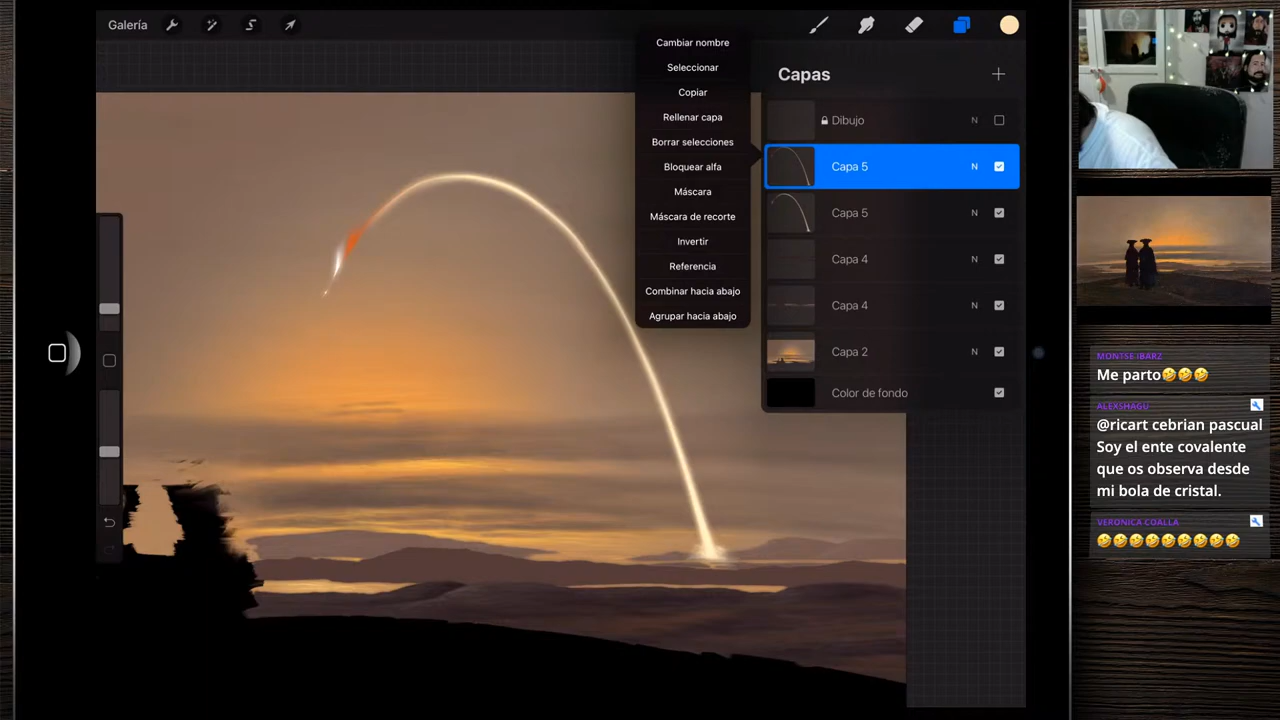 Galería
Cambiar nombre
Seleccionar
Copiar
Rellenar capa
Borrar selecciones
Bloquear alfa
Máscara
Máscara de recorte
Invertir
Referencia
Combinar hacia abajo
Agrupar hacia abajo
Capas
Dibujo N
Capa 5 N
Capa 5 N
Capa 4 N
Capa 4 N
Capa 2 N
Color de fondo
MONTSE IBARZ
Me parto🤣🤣🤣
ALEXSHAGU
@ricart cebrian pascual
Soy el ente covalente
que os observa desde
mi bola de cristal.
VERONICA COALLA
🤣🤣🤣🤣🤣🤣🤣🤣🤣